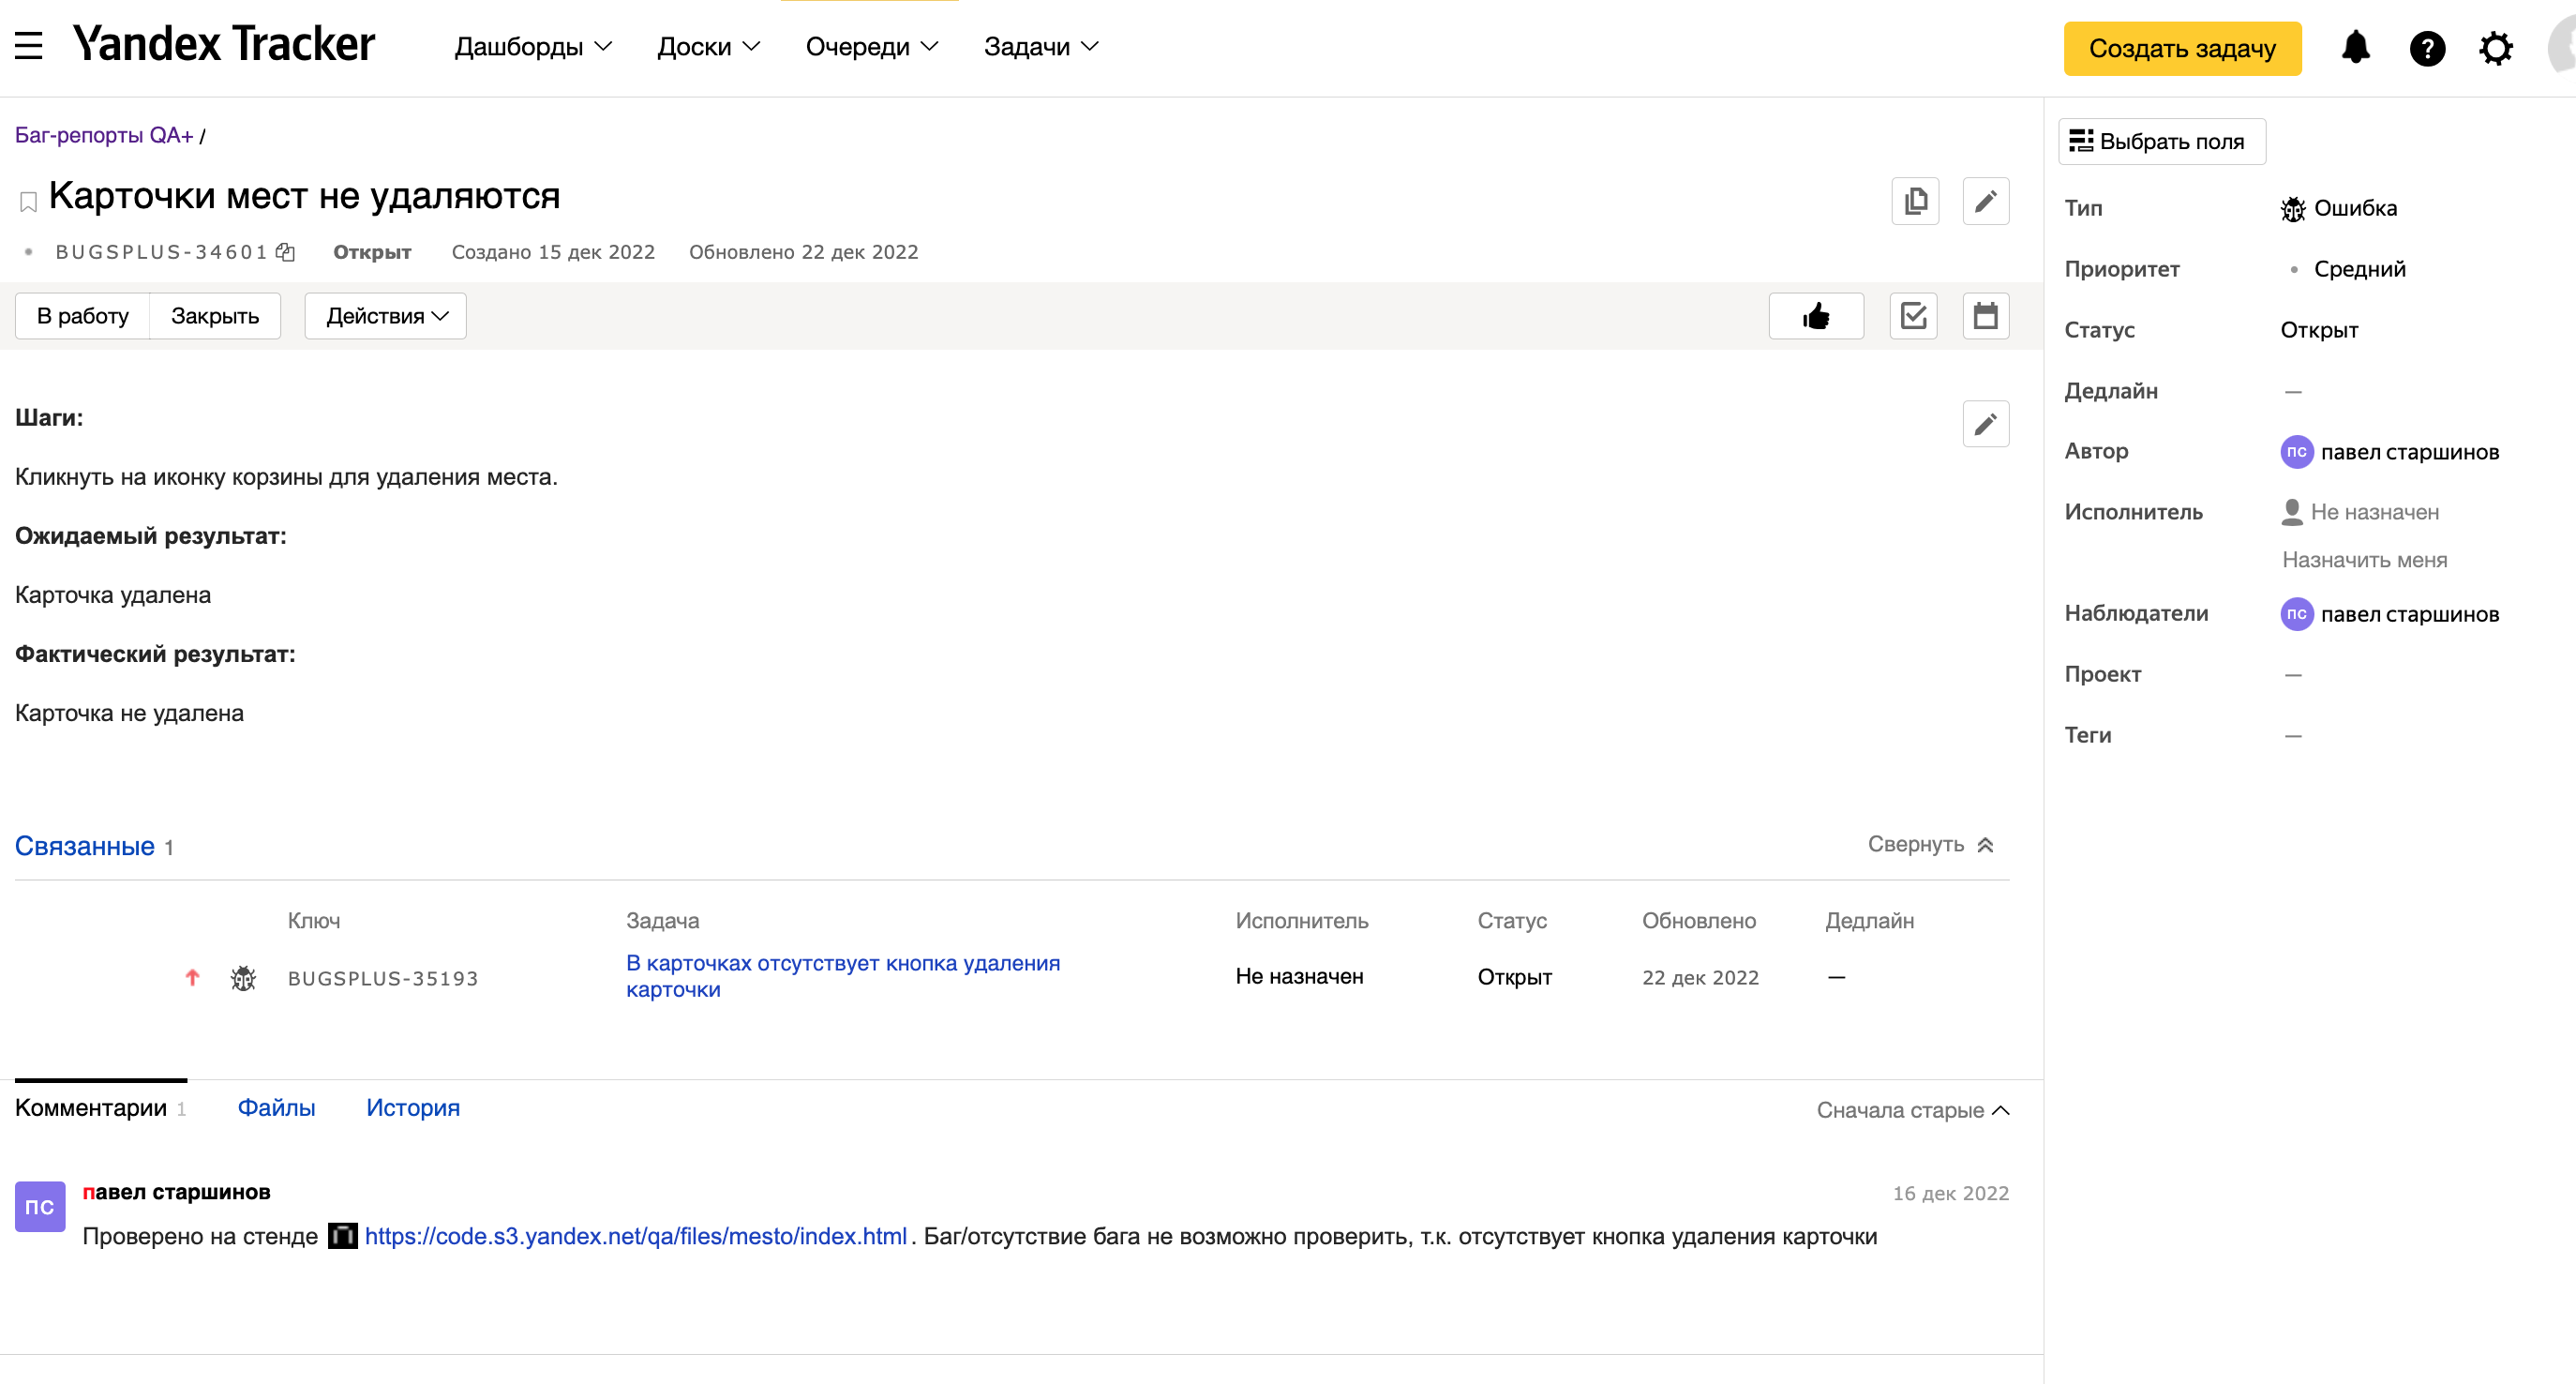 Yandex Tracker
Дашборды
Доски
Очереди
Задачи
Создать задачу
Баг-репорты QA+ /
Карточки мест не удаляются
BUGSPLUS-34601 Открыт Создано 15 дек 2022 Обновлено 22 дек 2022
В работу Закрыть Действия
Шаги:
Кликнуть на иконку корзины для удаления места.
Ожидаемый результат:
Карточка удалена
Фактический результат:
Карточка не удалена
Связанные 1 Свернуть
Ключ Задача Исполнитель Статус Обновлено Дедлайн
BUGSPLUS-35193 В карточках отсутствует кнопка удаления
карточки
Не назначен Открыт 22 дек 2022 —
Комментарии 1 Файлы История Сначала старые
ПС павел старшинов 16 дек 2022
Проверено на стенде https://code.s3.yandex.net/qa/files/mesto/index.html . Баг/отсутствие бага не возможно проверить, т.к. отсутствует кнопка удаления карточки
Выбрать поля
Тип Ошибка
Приоритет Средний
Статус Открыт
Дедлайн —
Автор ПС павел старшинов
Исполнитель Не назначен
Назначить меня
Наблюдатели ПС павел старшинов
Проект —
Теги —